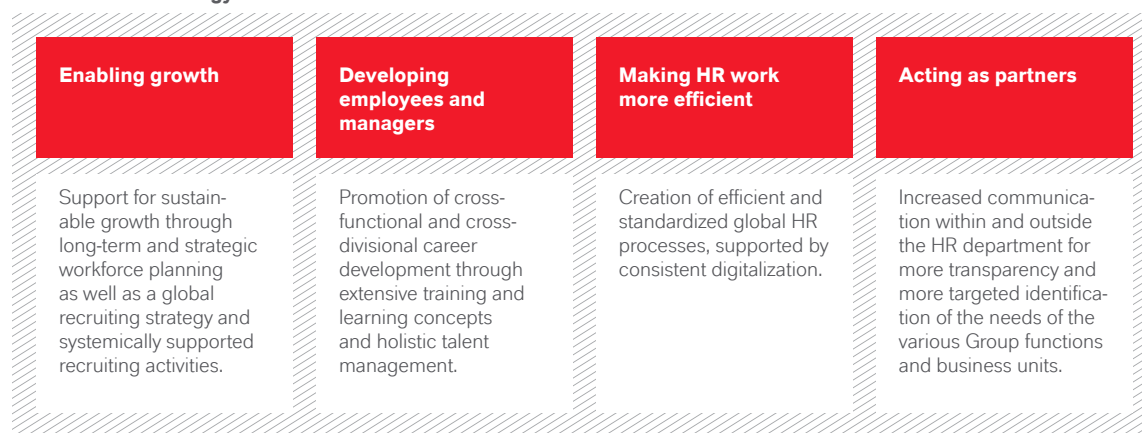 Enabling growth
Support for sustain-
able growth through
long-term and strategic
workforce planning
as well as a global
recruiting strategy and
systemically supported
recruiting activities.
Developing
employees and
managers
Promotion of cross-
functional and cross-
divisional career
development through
extensive training and
learning concepts
and holistic talent
management.
Making HR work
more efficient
Creation of efficient and
standardized global HR
processes, supported by
consistent digitalization.
Acting as partners
Increased communica-
tion within and outside
the HR department for
more transparency and
more targeted identifica-
tion of the needs of the
various Group functions
and business units.